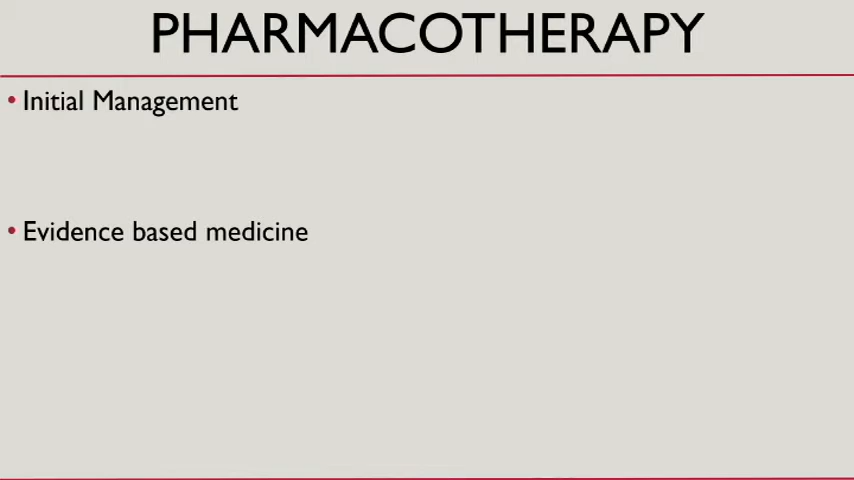 PHARMACOTHERAPY
• Initial Management
• Evidence based medicine